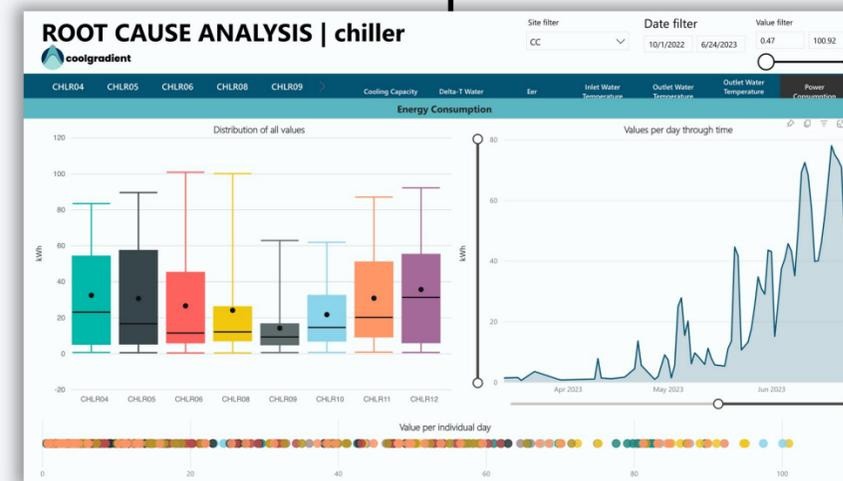 ROOT CAUSE ANALYSIS | chiller
coolgradient
Site filter
CC
Date filter
10/1/2022 6/24/2023
Value filter
0.47 100.92
CHLR04 CHLR05 CHLR06 CHLR08 CHLR09
Cooling Capacity Delta-T Water Eer Inlet Water Temperature Outlet Water Temperature Outlet Water Temperature Power Consumption
Energy Consumption
Distribution of all values
120
100
80
60
40
20
0
-20
kWh
CHLR04 CHLR05 CHLR06 CHLR08 CHLR09 CHLR10 CHLR11 CHLR12
Values per day through time
80
60
40
20
0
kWh
Apr 2023 May 2023 Jun 2023
Value per individual day
0 20 40 60 80 100